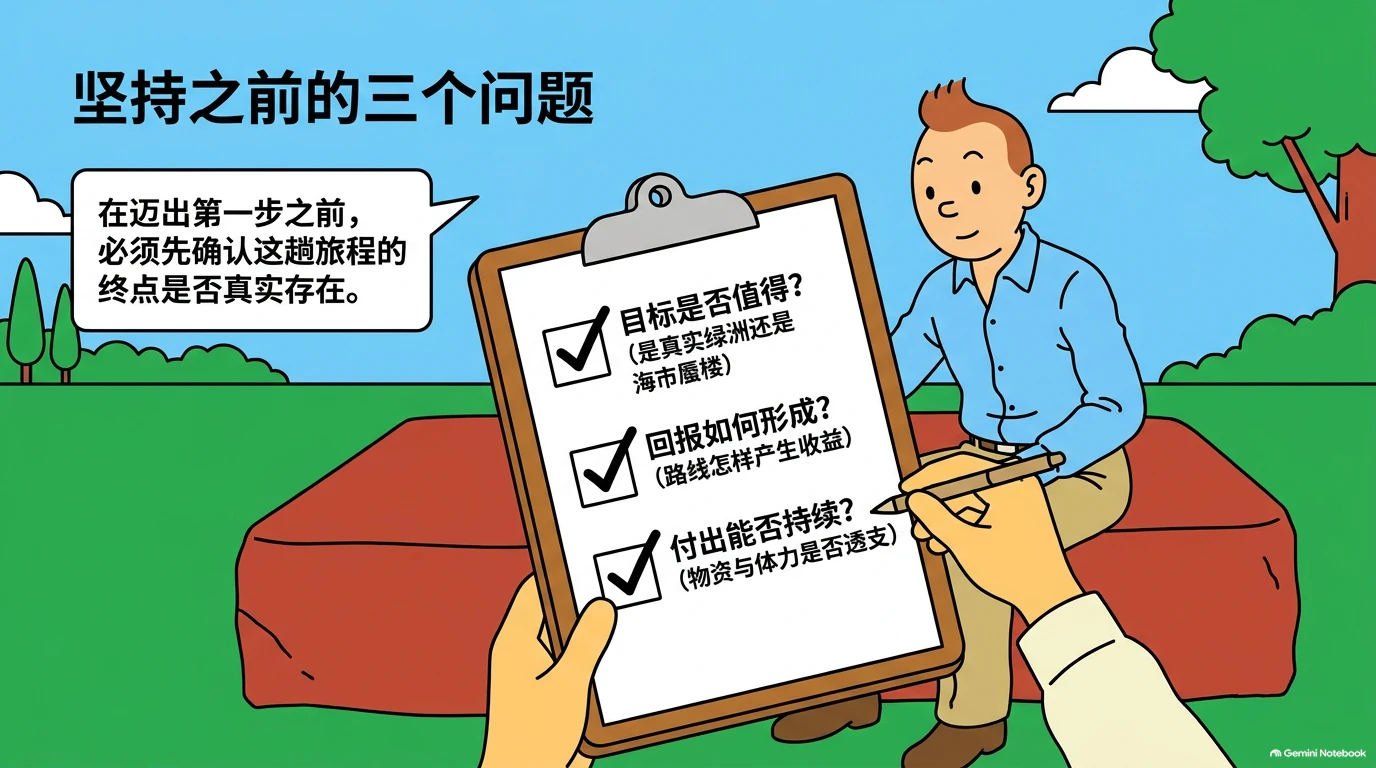 坚持之前的三个问题
在迈出第一步之前，
必须先确认这趟旅程的
终点是否真实存在。
目标是否值得？
（是真实绿洲还是
海市蜃楼）
回报如何形成？
（路线怎样产生收益）
付出能否持续？
（物资与体力是否透支）
Gemini Notebook